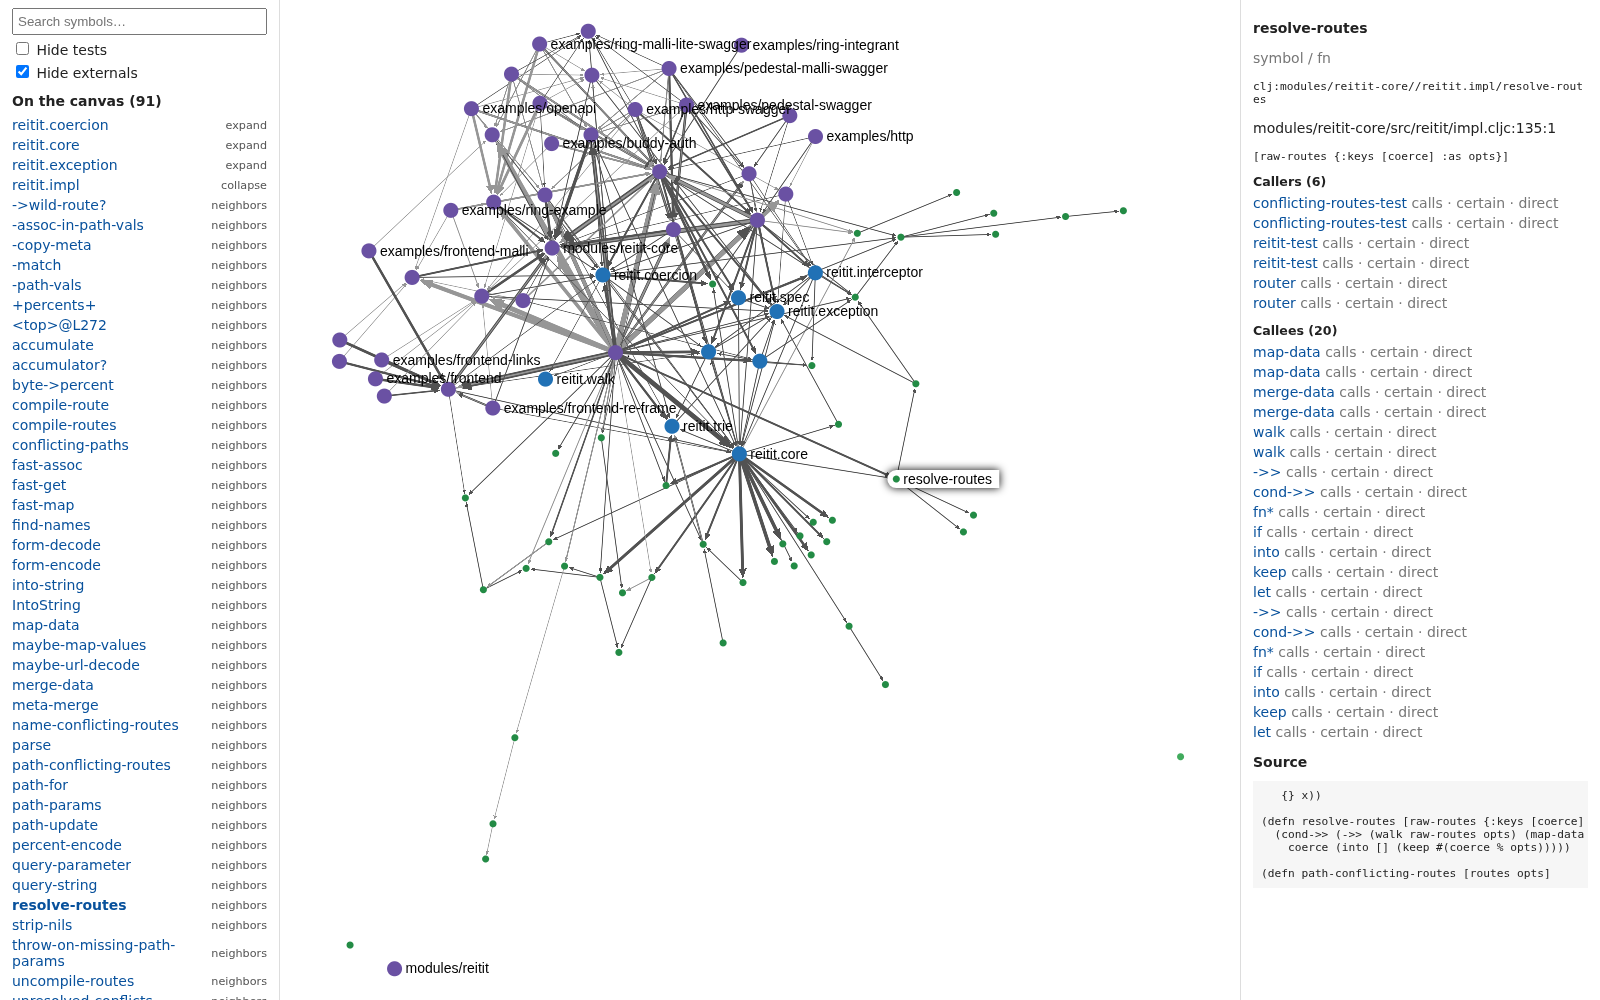 Search symbols…
Hide tests
Hide externals
On the canvas (91)
reitit.coercion expand
reitit.core expand
reitit.exception expand
reitit.impl collapse
->wild-route? neighbors
-assoc-in-path-vals neighbors
-copy-meta neighbors
-match neighbors
-path-vals neighbors
+percents+ neighbors
<top>@L272 neighbors
accumulate neighbors
accumulator? neighbors
byte->percent neighbors
compile-route neighbors
compile-routes neighbors
conflicting-paths neighbors
fast-assoc neighbors
fast-get neighbors
fast-map neighbors
find-names neighbors
form-decode neighbors
form-encode neighbors
into-string neighbors
IntoString neighbors
map-data neighbors
maybe-map-values neighbors
maybe-url-decode neighbors
merge-data neighbors
meta-merge neighbors
name-conflicting-routes neighbors
parse neighbors
path-conflicting-routes neighbors
path-for neighbors
path-params neighbors
path-update neighbors
percent-encode neighbors
query-parameter neighbors
query-string neighbors
resolve-routes neighbors
strip-nils neighbors
throw-on-missing-path-
params neighbors
uncompile-routes neighbors
unresolved-conflicts neighbors
examples/ring-malli-lite-swagger
examples/ring-integrant
examples/pedestal-malli-swagger
examples/openapi
examples/http-swagger
examples/pedestal-swagger
examples/buddy-auth
examples/http
examples/ring-example
examples/frontend-malli
modules/reitit-core
reitit.coercion
reitit.interceptor
reitit.spec
reitit.exception
examples/frontend-links
examples/frontend
reitit.walk
examples/frontend-re-frame
reitit.trie
reitit.core
resolve-routes
modules/reitit
resolve-routes
symbol / fn
clj:modules/reitit-core//reitit.impl/resolve-rout
es
modules/reitit-core/src/reitit/impl.cljc:135:1
[raw-routes {:keys [coerce] :as opts}]
Callers (6)
conflicting-routes-test calls · certain · direct
conflicting-routes-test calls · certain · direct
reitit-test calls · certain · direct
reitit-test calls · certain · direct
router calls · certain · direct
router calls · certain · direct
Callees (20)
map-data calls · certain · direct
map-data calls · certain · direct
merge-data calls · certain · direct
merge-data calls · certain · direct
walk calls · certain · direct
walk calls · certain · direct
->> calls · certain · direct
cond->> calls · certain · direct
fn* calls · certain · direct
if calls · certain · direct
into calls · certain · direct
keep calls · certain · direct
let calls · certain · direct
->> calls · certain · direct
cond->> calls · certain · direct
fn* calls · certain · direct
if calls · certain · direct
into calls · certain · direct
keep calls · certain · direct
let calls · certain · direct
Source
{} x))
(defn resolve-routes [raw-routes {:keys [coerce]
(cond->> (->> (walk raw-routes opts) (map-data
coerce (into [] (keep #(coerce % opts)))))
(defn path-conflicting-routes [routes opts]